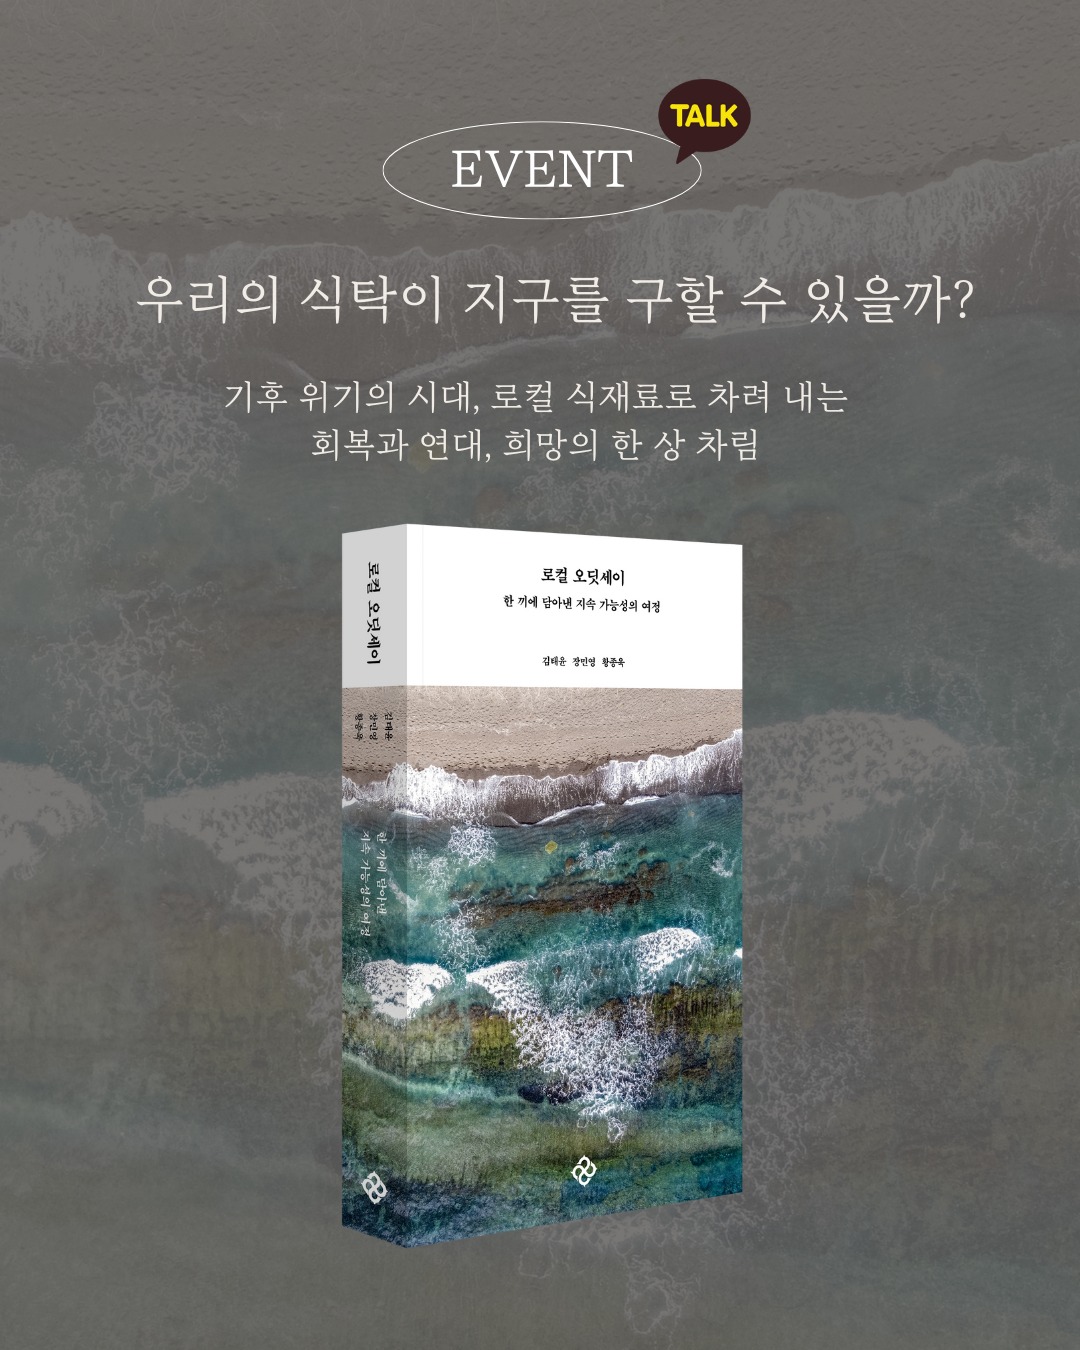 TALK
EVENT
우리의 식탁이 지구를 구할 수 있을까?
기후 위기의 시대, 로컬 식재료로 차려 내는
회복과 연대, 희망의 한 상 차림
로컬 오딧세이
한 끼에 담아낸 지속 가능성의 여정
김태윤 장민영 황종욱
로컬 오딧세이
김태윤
장민영
황종욱
한 끼에 담아낸
지속 가능성의 여정